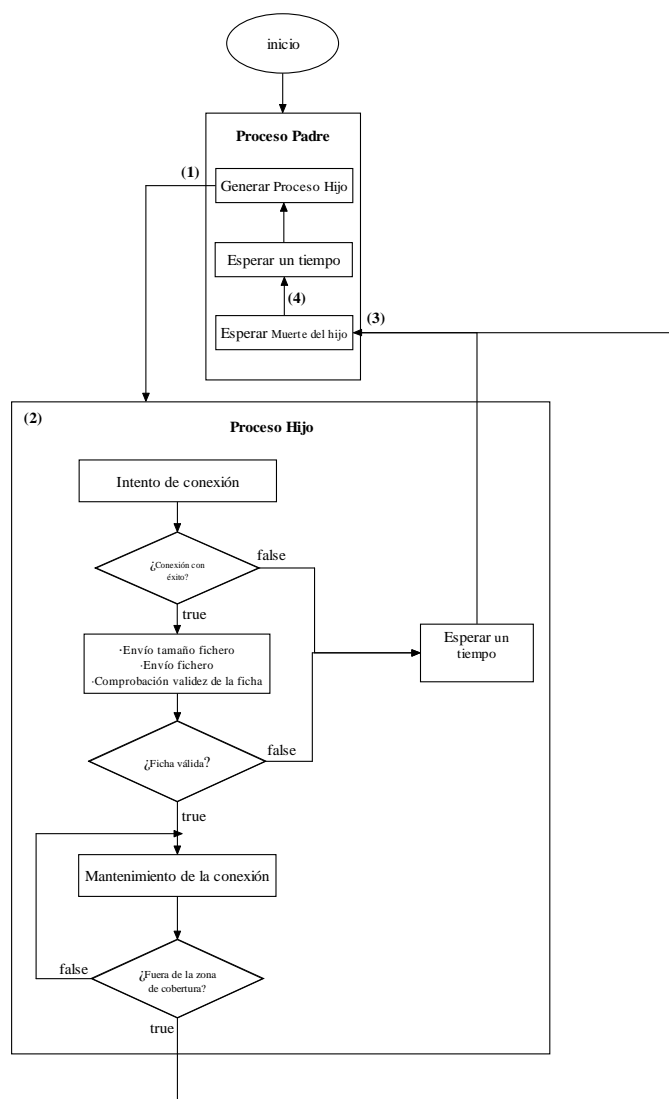 inicio
Proceso Padre
(1)
Generar Proceso Hijo
Esperar un tiempo
(4)
Esperar Muerte del hijo
(3)
(2)
Proceso Hijo
Intento de conexión
¿Conexión con
éxito?
false
true
·Envío tamaño fichero
·Envío fichero
·Comprobación validez de la ficha
Esperar un
tiempo
¿Ficha válida?
false
true
Mantenimiento de la conexión
¿Fuera de la zona
de cobertura?
false
true